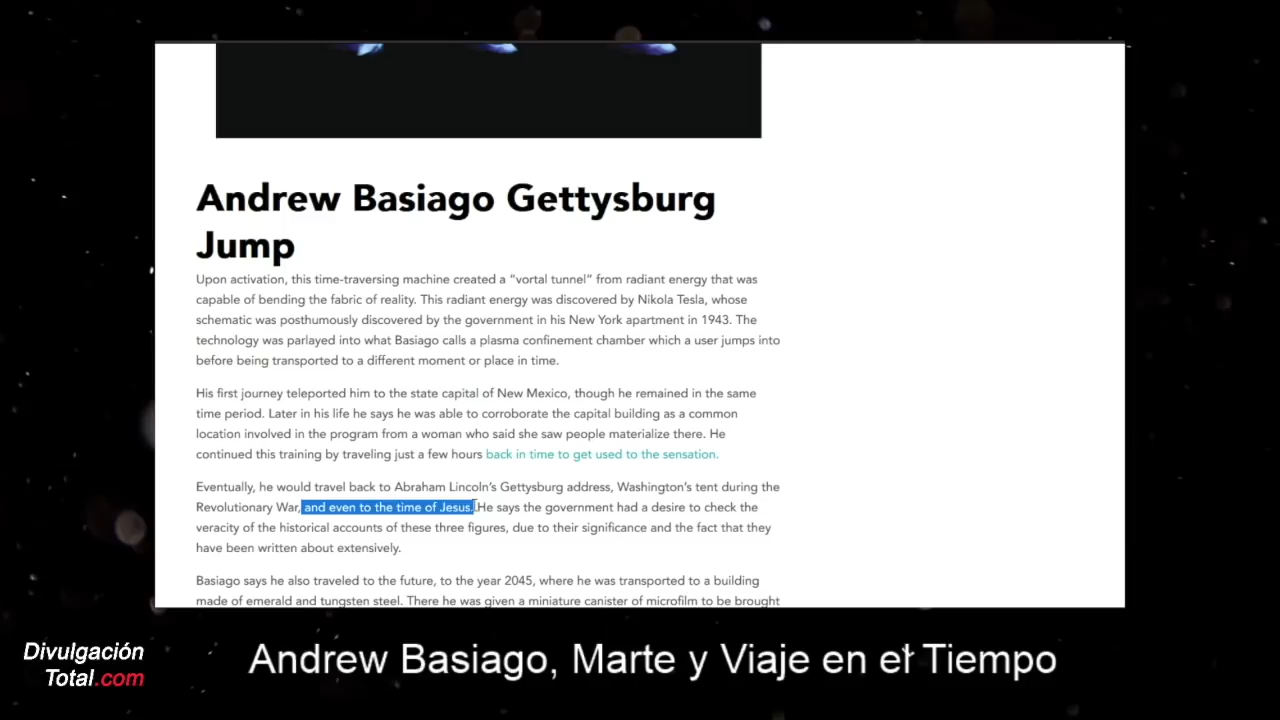 Andrew Basiago Gettysburg
Jump
Upon activation, this time-traversing machine created a “vortal tunnel” from radiant energy that was
capable of bending the fabric of reality. This radiant energy was discovered by Nikola Tesla, whose
schematic was posthumously discovered by the government in his New York apartment in 1943. The
technology was parlayed into what Basiago calls a plasma confinement chamber which a user jumps into
before being transported to a different moment or place in time.
His first journey teleported him to the state capital of New Mexico, though he remained in the same
time period. Later in his life he says he was able to corroborate the capital building as a common
location involved in the program from a woman who said she saw people materialize there. He
continued this training by traveling just a few hours back in time to get used to the sensation.
Eventually, he would travel back to Abraham Lincoln’s Gettysburg address, Washington’s tent during the
Revolutionary War, and even to the time of Jesus. He says the government had a desire to check the
veracity of the historical accounts of these three figures, due to their significance and the fact that they
have been written about extensively.
Basiago says he also traveled to the future, to the year 2045, where he was transported to a building
made of emerald and tungsten steel. There he was given a miniature canister of microfilm to be brought
Divulgación
Total.com
Andrew Basiago, Marte y Viaje en el Tiempo